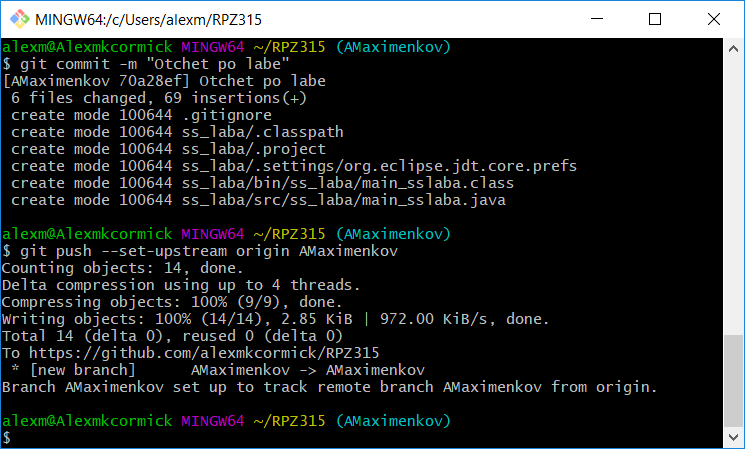 MINGW64:/c/Users/alexm/RPZ315
alexm@Alexmkcormick MINGW64 ~/RPZ315 (AMaximenkov)
$ git commit -m "Otchet po labe"
[AMaximenkov 70a28ef] Otchet po labe
 6 files changed, 69 insertions(+)
 create mode 100644 .gitignore
 create mode 100644 ss_laba/.classpath
 create mode 100644 ss_laba/.project
 create mode 100644 ss_laba/.settings/org.eclipse.jdt.core.prefs
 create mode 100644 ss_laba/bin/ss_laba/main_sslaba.class
 create mode 100644 ss_laba/src/ss_laba/main_sslaba.java
alexm@Alexmkcormick MINGW64 ~/RPZ315 (AMaximenkov)
$ git push --set-upstream origin AMaximenkov
Counting objects: 14, done.
Delta compression using up to 4 threads.
Compressing objects: 100% (9/9), done.
Writing objects: 100% (14/14), 2.85 KiB | 972.00 KiB/s, done.
Total 14 (delta 0), reused 0 (delta 0)
To https://github.com/alexmkcormick/RPZ315
 * [new branch]      AMaximenkov -> AMaximenkov
Branch AMaximenkov set up to track remote branch AMaximenkov from origin.
alexm@Alexmkcormick MINGW64 ~/RPZ315 (AMaximenkov)
$